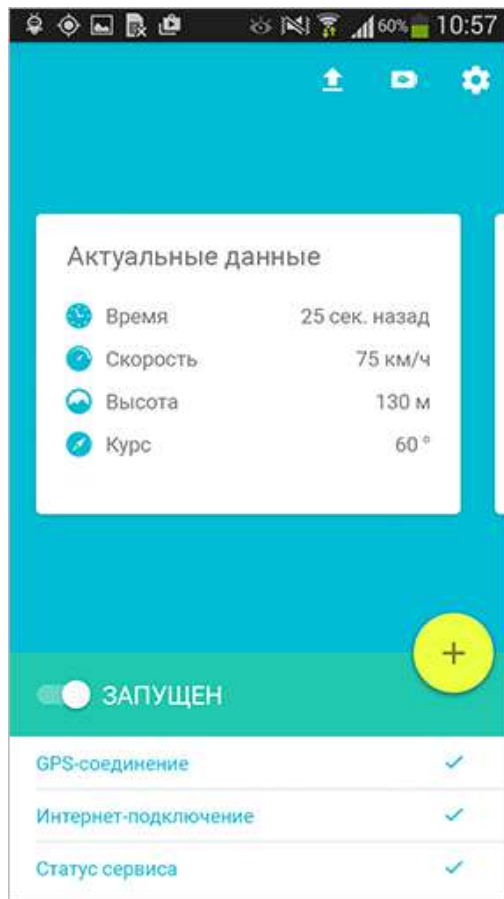 60% 10:57
Актуальные данные
Время 25 сек. назад
Скорость 75 км/ч
Высота 130 м
Курс 60 °
+
ЗАПУЩЕН
GPS-соединение
Интернет-подключение
Статус сервиса